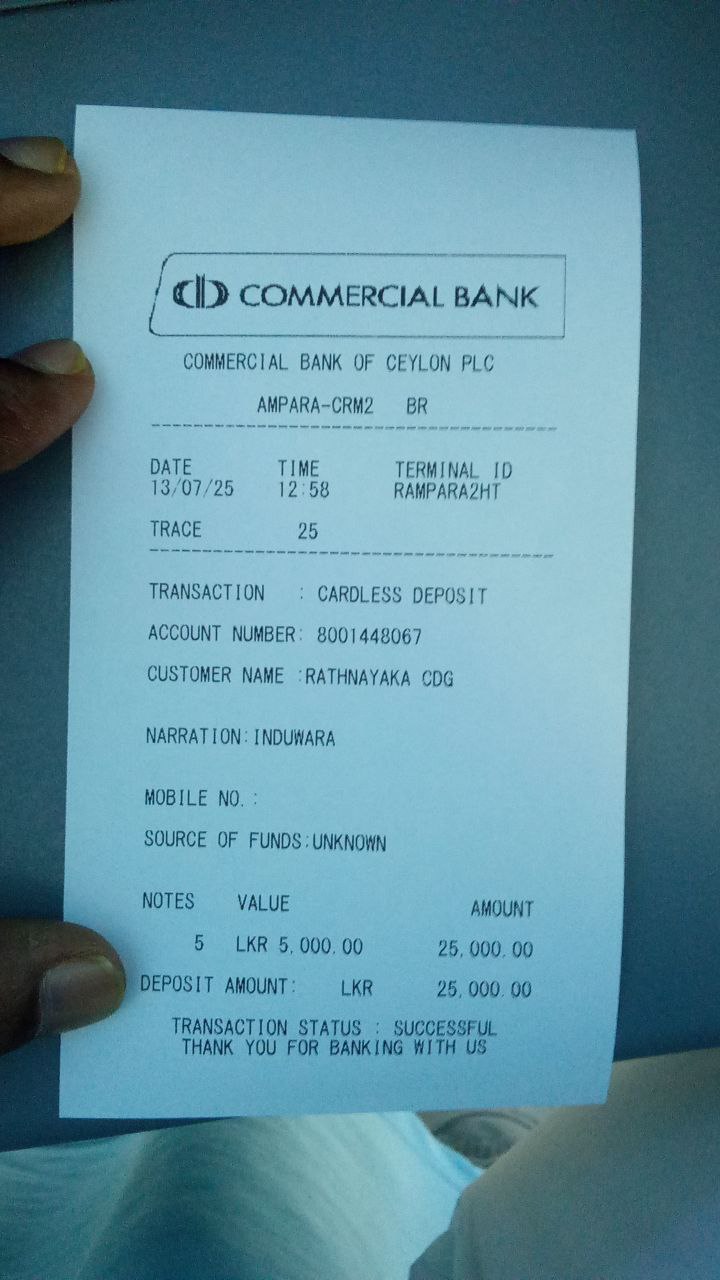 COMMERCIAL BANK
COMMERCIAL BANK OF CEYLON PLC
AMPARA-CRM2 BR
DATE TIME TERMINAL ID
13/07/25 12:58 RAMPARA2HT
TRACE 25
TRANSACTION : CARDLESS DEPOSIT
ACCOUNT NUMBER: 8001448067
CUSTOMER NAME :RATHNAYAKA CDG
NARRATION:INDUWARA
MOBILE NO. :
SOURCE OF FUNDS:UNKNOWN
NOTES VALUE AMOUNT
5 LKR 5,000.00 25,000.00
DEPOSIT AMOUNT: LKR 25,000.00
TRANSACTION STATUS : SUCCESSFUL
THANK YOU FOR BANKING WITH US